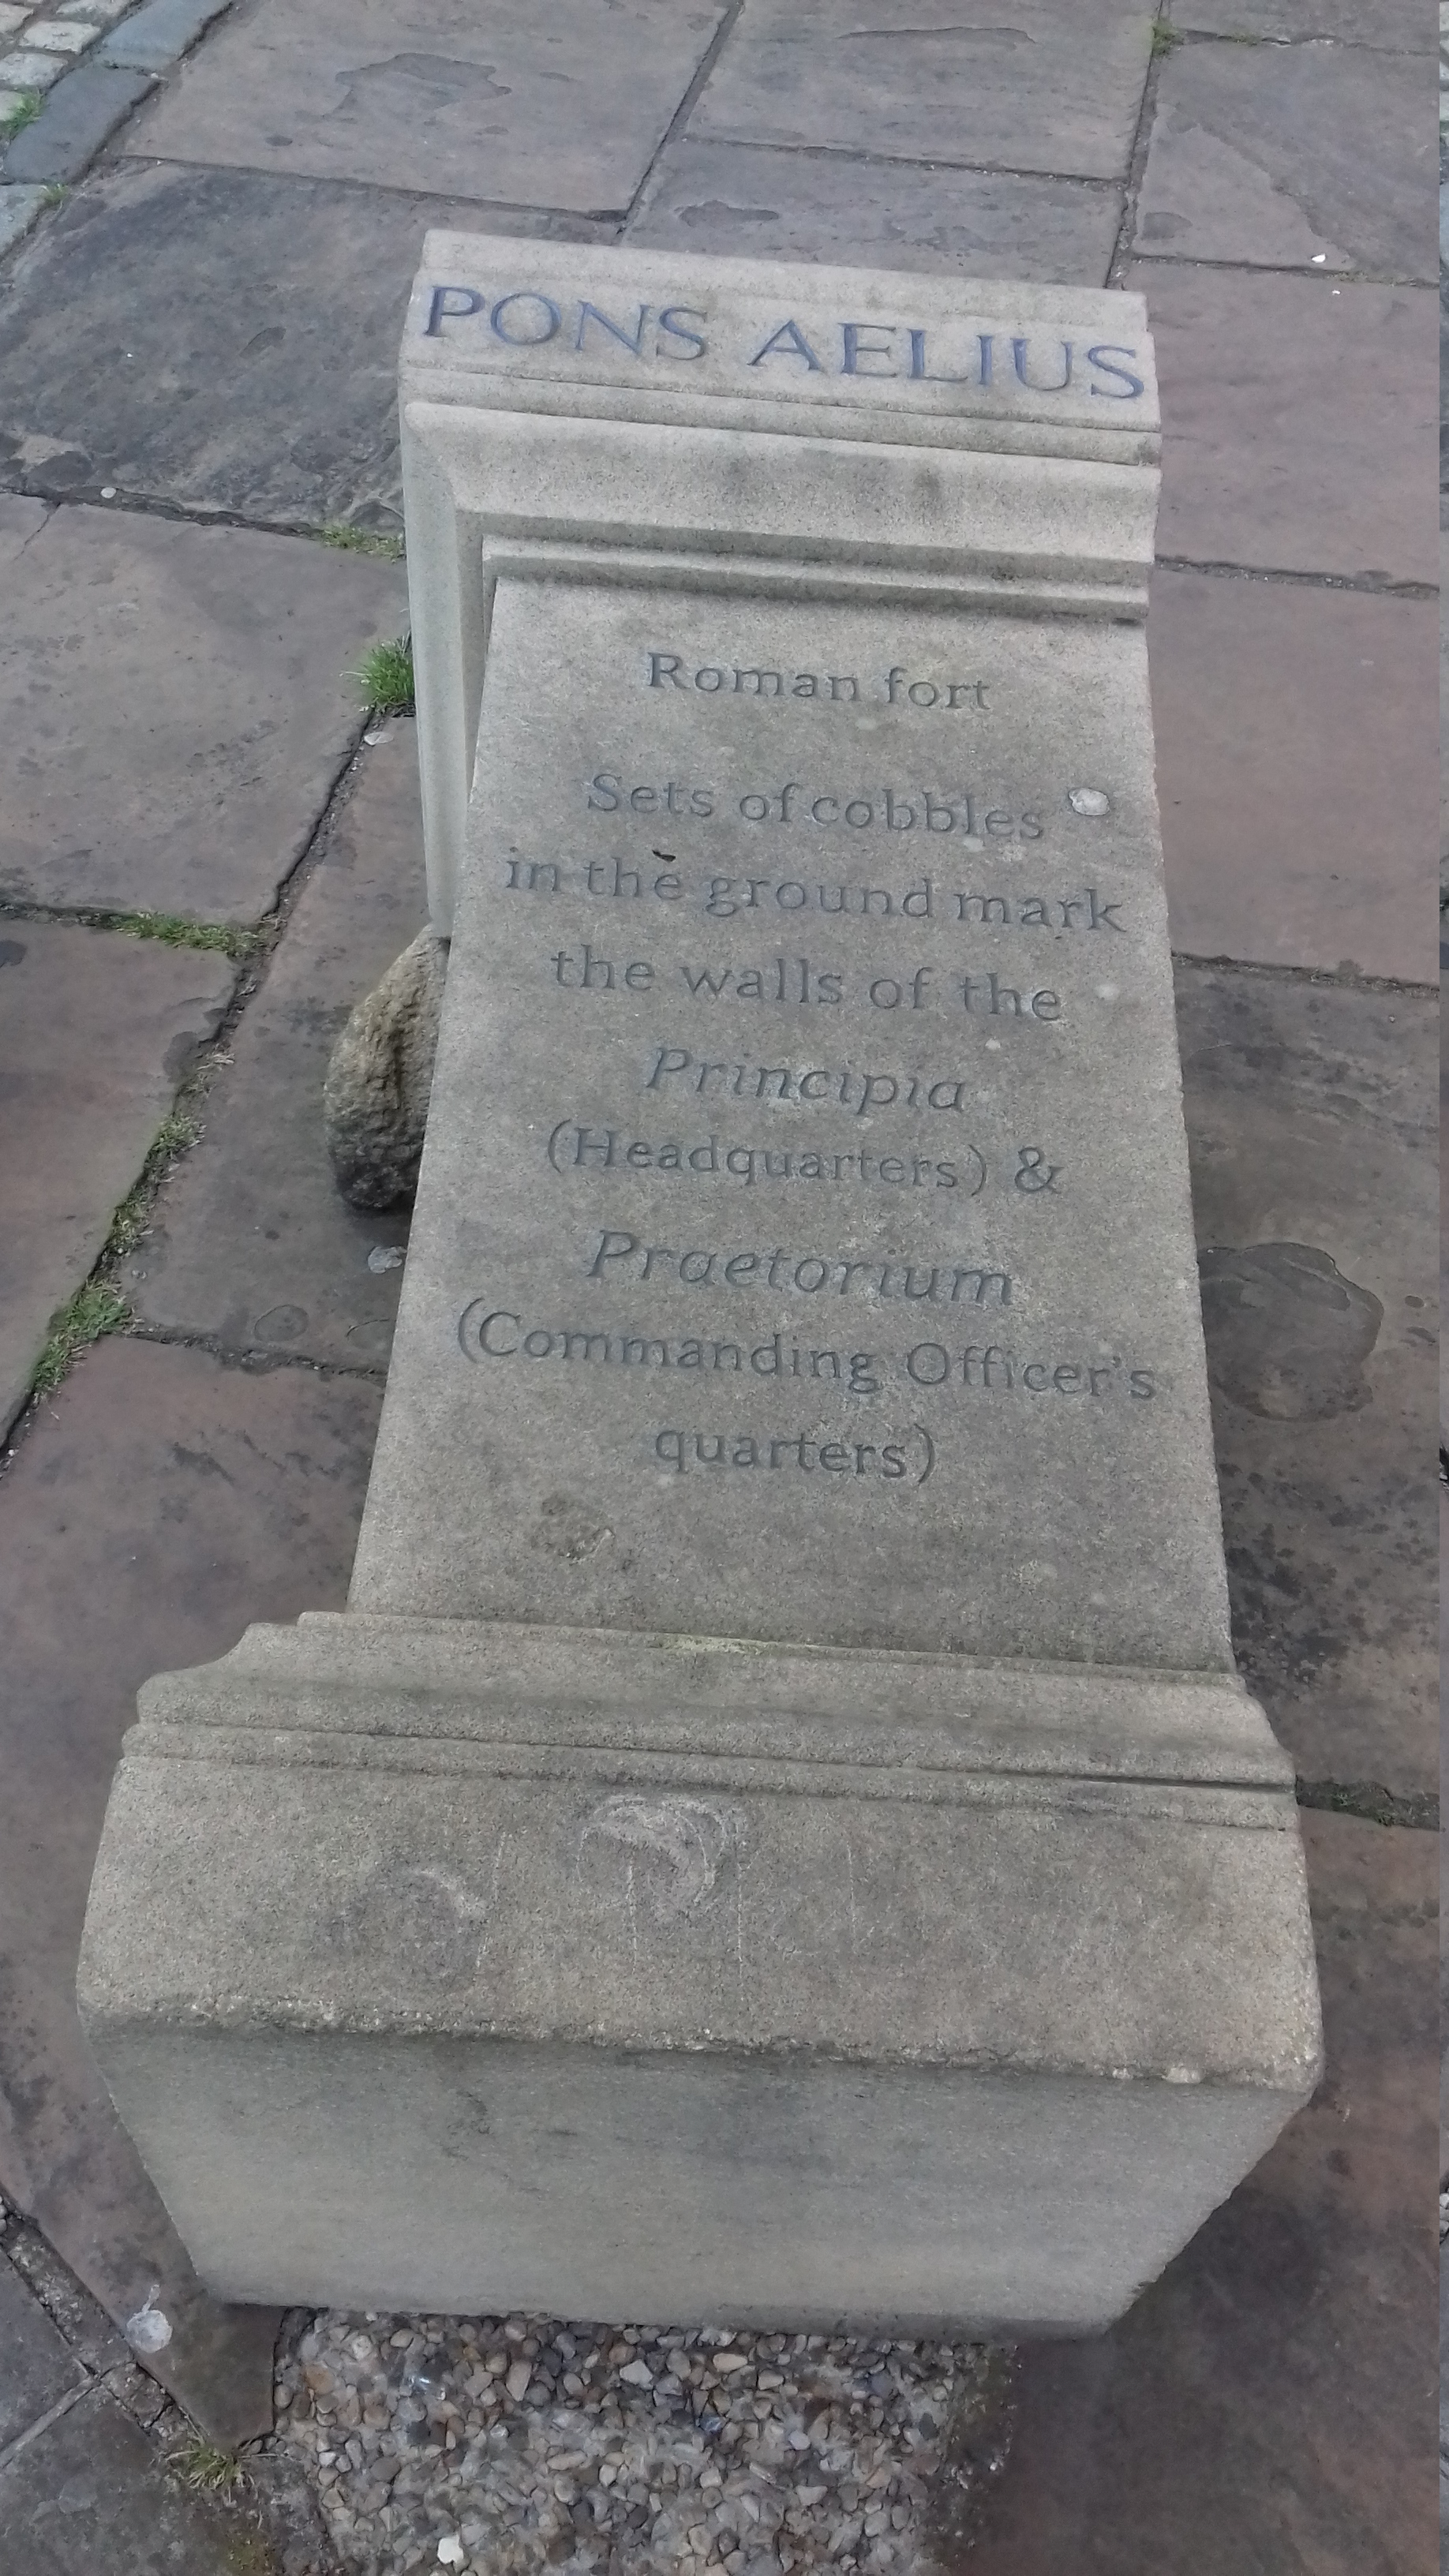 PONS AELIUS
Roman fort
Sets of cobbles
in the ground mark
the walls of the
Principia
(Headquarters) &
Praetorium
(Commanding Officer's
quarters)